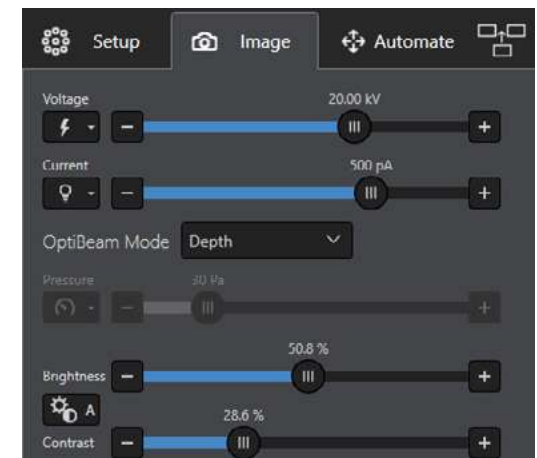 Setup Image Automate
Voltage 20.00 kV
Current 500 pA
OptiBeam Mode Depth
Pressure 30 Pa
50.8 %
Brightness
A
28.6 %
Contrast